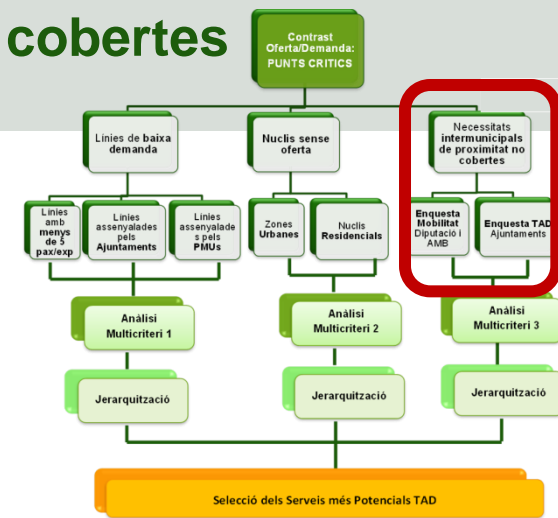 cobertes
Contrast
Oferta/Demanda:
PUNTS CRITICS
Línies de baixa
demanda
Nuclis sense
oferta
Necessitats
intermunicipals
de proximitat no
cobertes
Línies
amb
menys
de 5
pax/exp
Línies
assenyalades
pels
Ajuntaments
Línies
assenyalade
s pels
PMUs
Zones
Urbanes
Nuclis
Residencials
Enquesta
Mobilitat
Diputació i
AMB
Enquesta TAD
Ajuntaments
Anàlisi
Multicriteri 1
Anàlisi
Multicriteri 2
Anàlisi
Multicriteri 3
Jerarquització
Jerarquització
Jerarquització
Selecció dels Serveis més Potencials TAD